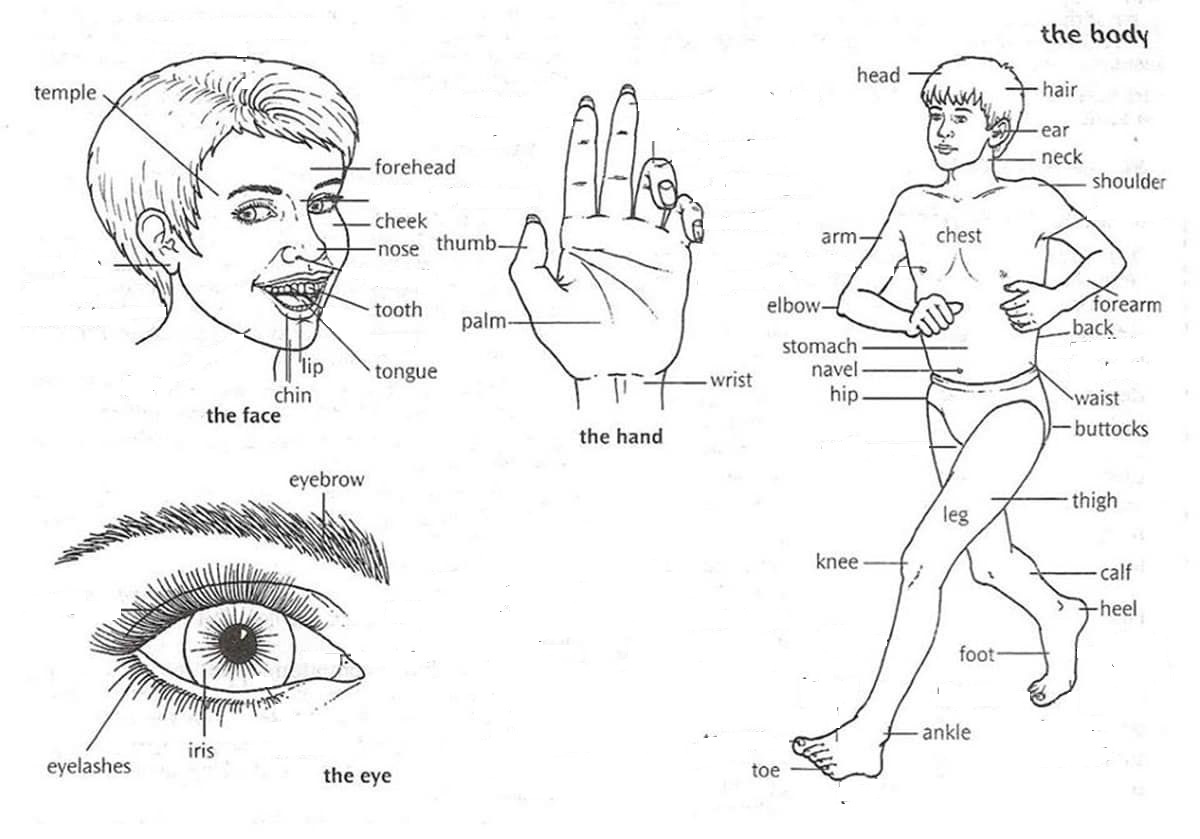 the body
temple
forehead
cheek
nose
tooth
tongue
lip
chin
the face
thumb
palm
wrist
the hand
head
hair
ear
neck
shoulder
arm
chest
elbow
forearm
back
stomach
navel
hip
waist
buttocks
thigh
leg
knee
calf
heel
foot
ankle
toe
eyebrow
eyelashes
iris
the eye